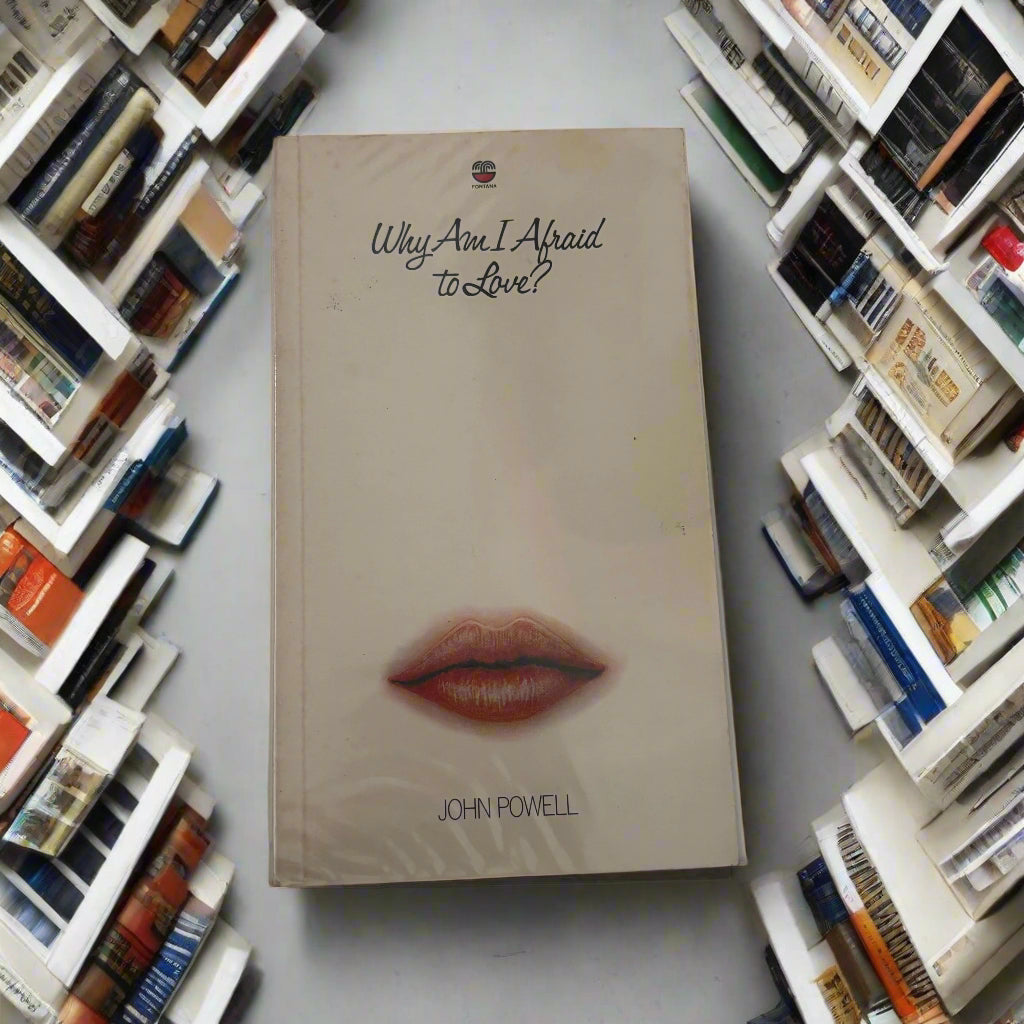 FONTANA
Why Am I Afraid
to Love?
JOHN POWELL